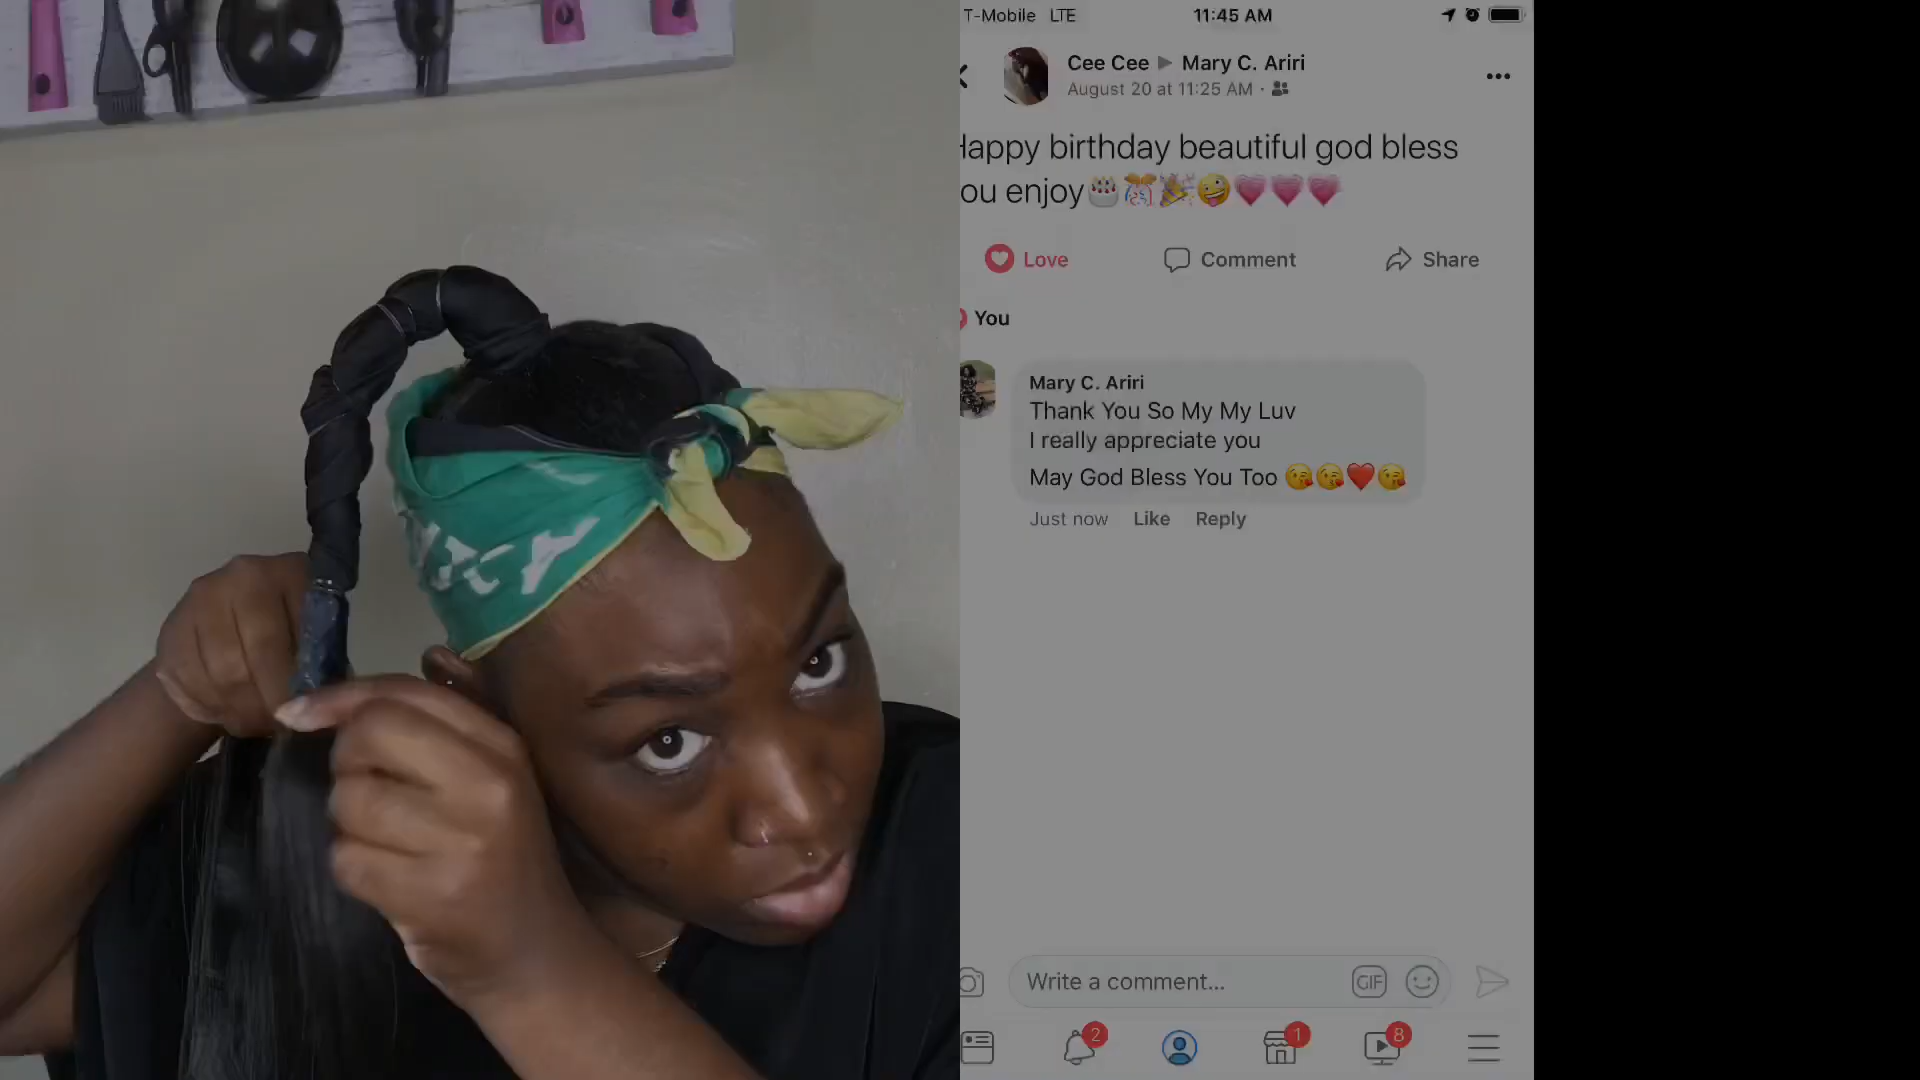 T-Mobile LTE 11:45 AM
Cee Cee ▶ Mary C. Ariri
August 20 at 11:25 AM ·
Happy birthday beautiful god bless
ou enjoy🎂🎊🎉🤪💗💗💗
Love Comment Share
You
Mary C. Ariri
Thank You So My My Luv
I really appreciate you
May God Bless You Too 😘😘❤️😘
Just now Like Reply
Write a comment... GIF
2 1 8